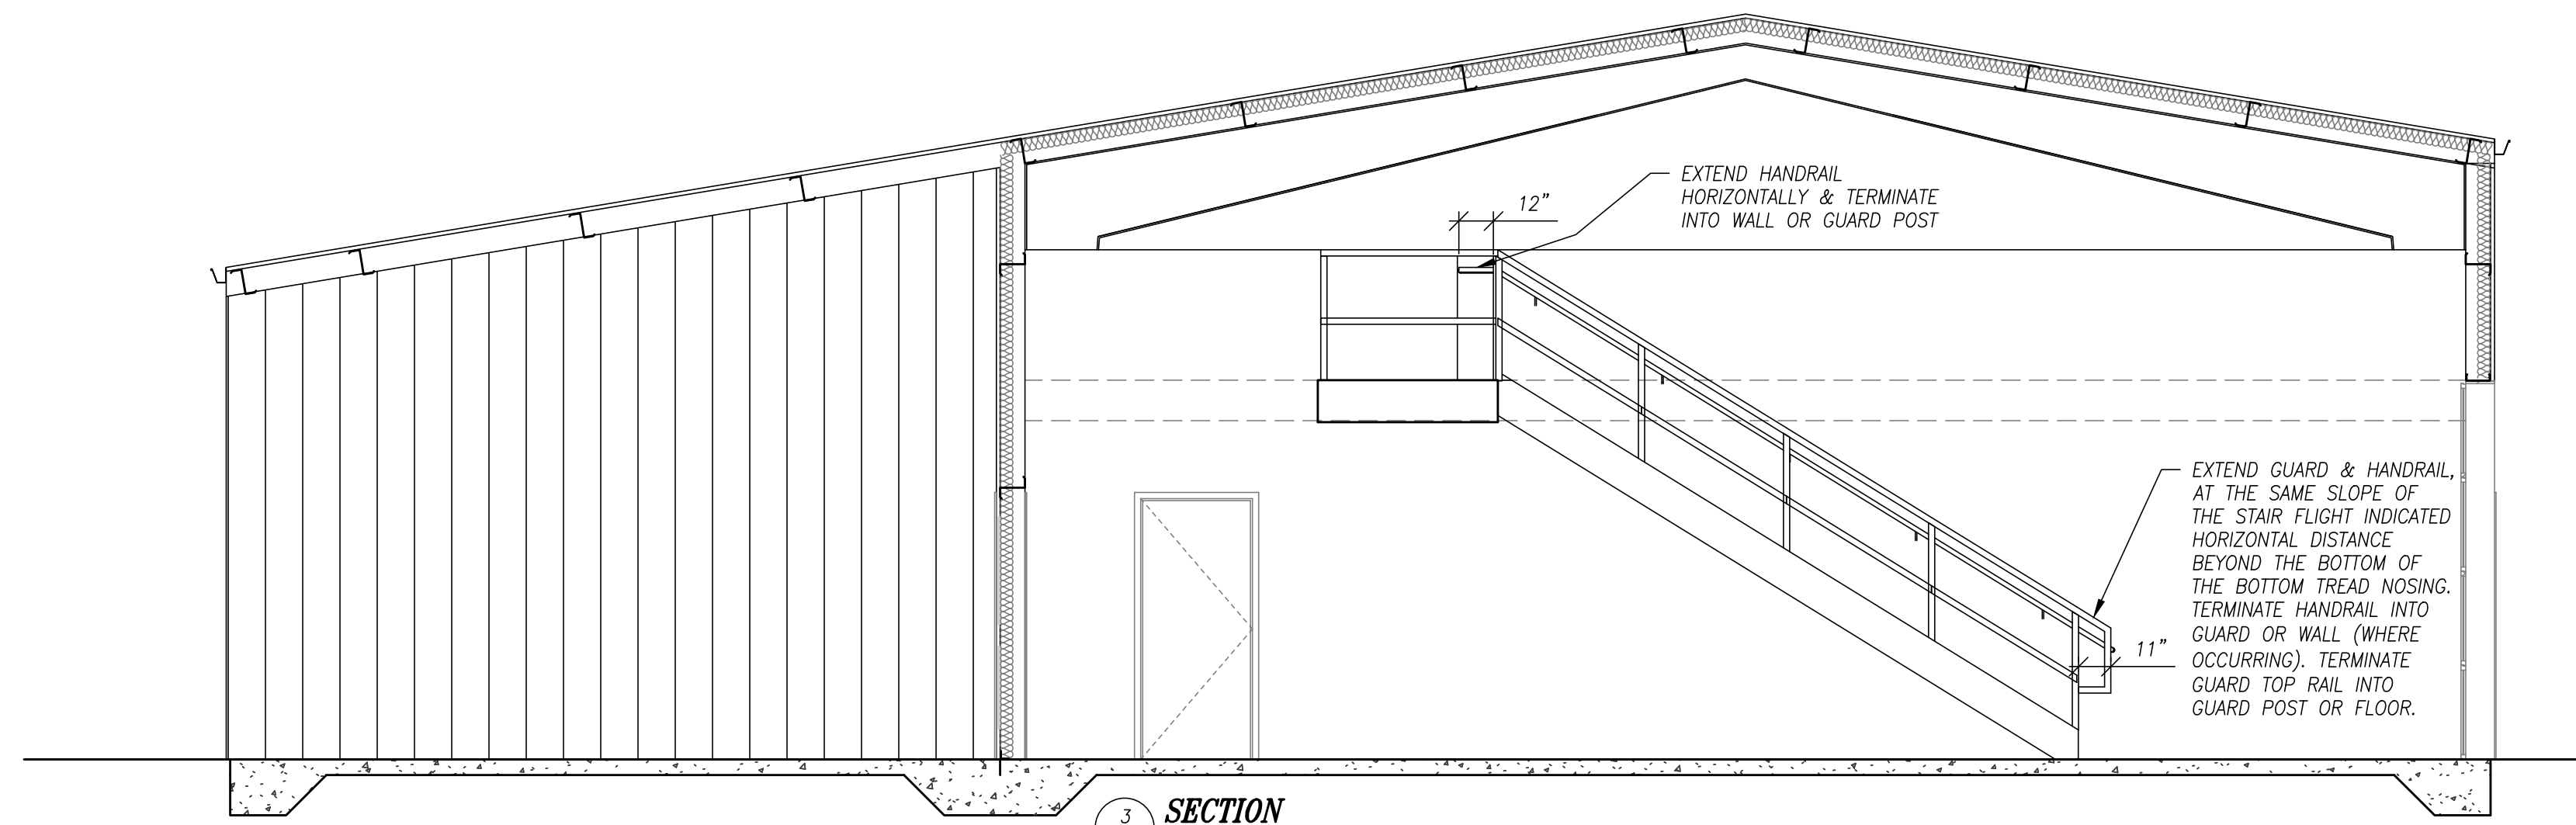 EXTEND HANDRAIL
HORIZONTALLY & TERMINATE
INTO WALL OR GUARD POST
12”
EXTEND GUARD & HANDRAIL,
AT THE SAME SLOPE OF
THE STAIR FLIGHT INDICATED
HORIZONTAL DISTANCE
BEYOND THE BOTTOM OF
THE BOTTOM TREAD NOSING.
TERMINATE HANDRAIL INTO
GUARD OR WALL (WHERE
OCCURRING). TERMINATE
GUARD TOP RAIL INTO
GUARD POST OR FLOOR.
11”
3 SECTION